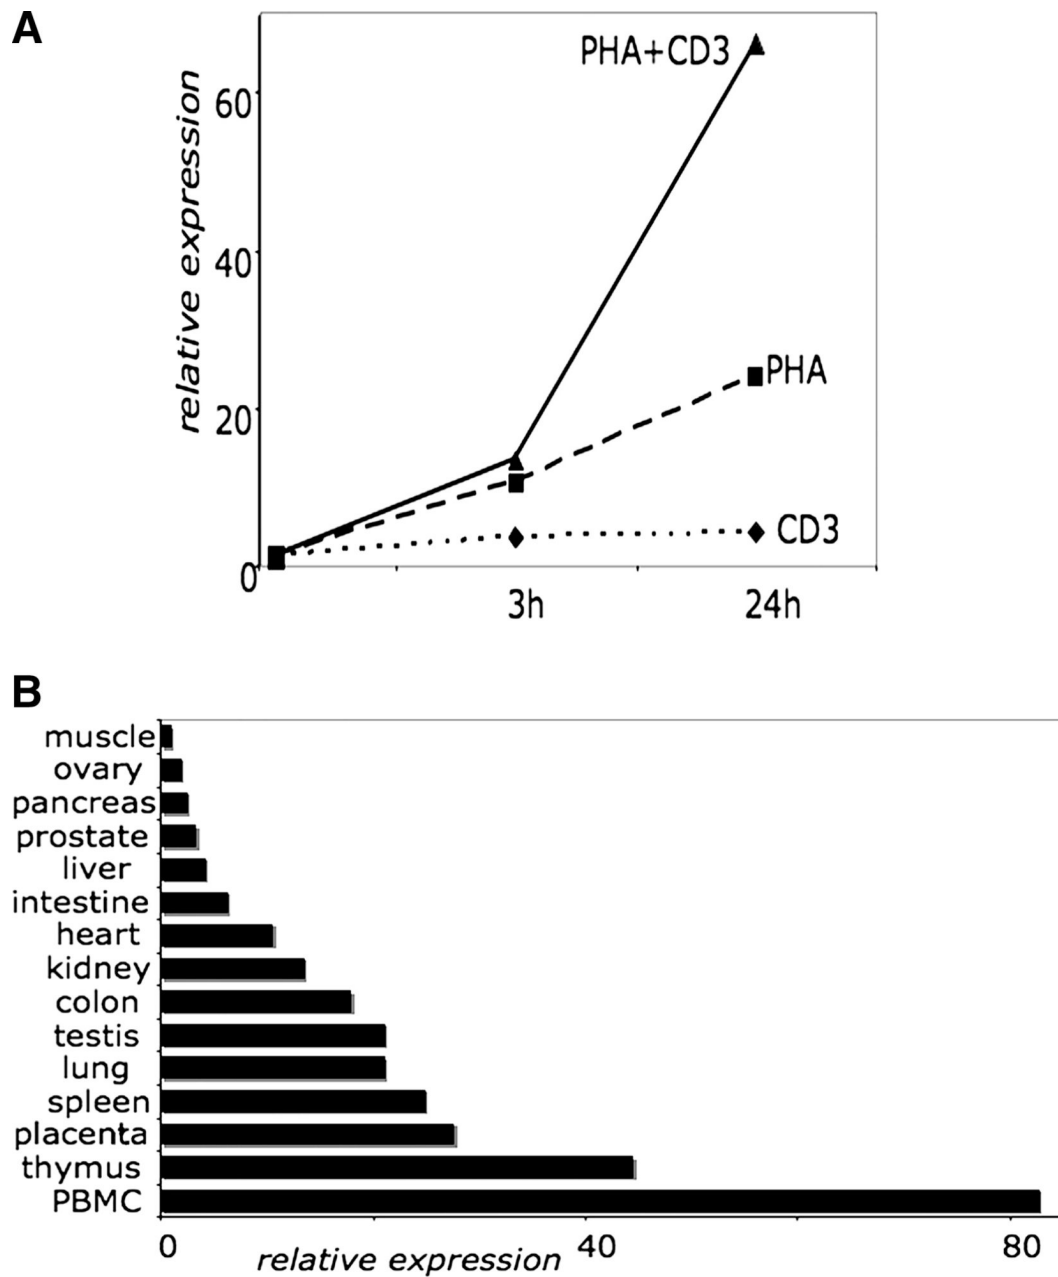 A
PHA+CD3
60
relative expression
40
PHA
20
CD3
0
3h 24h
B
muscle
ovary
pancreas
prostate
liver
intestine
heart
kidney
colon
testis
lung
spleen
placenta
thymus
PBMC
0 40 80
relative expression